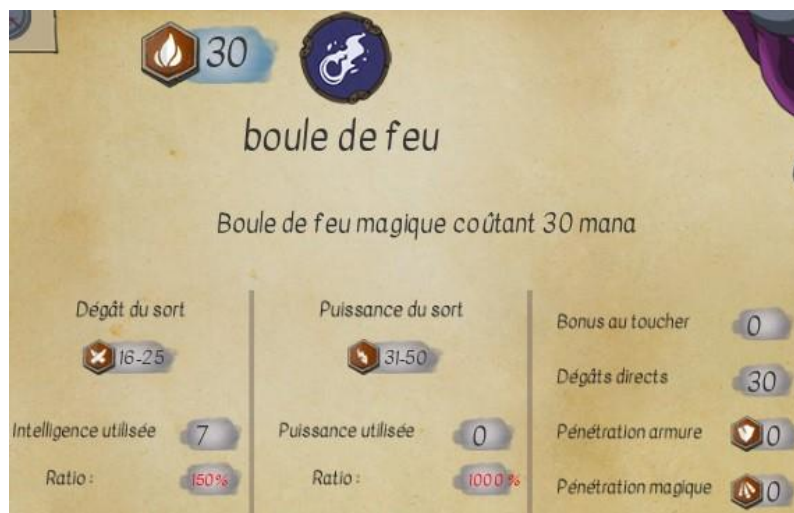 30
boule de feu
Boule de feu magique coûtant 30 mana
Dégât du sort
16-25
Intelligence utilisée 7
Ratio : 150%
Puissance du sort
31-50
Puissance utilisée 0
Ratio : 1000 %
Bonus au toucher 0
Dégâts directs 30
Pénétration armure 0
Pénétration magique 0